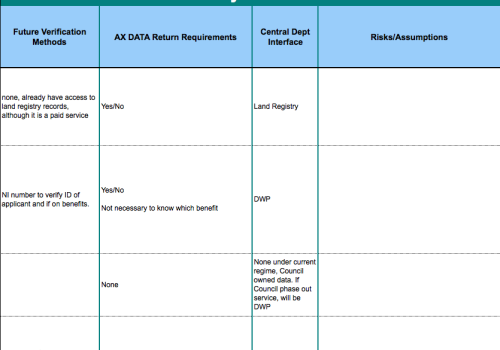 Future Verification
Methods
AX DATA Return Requirements
Central Dept
Interface
Risks/Assumptions
none, already have access to
land registry records,
although it is a paid service
Yes/No
Land Registry
NI number to verify ID of
applicant and if on benefits.
Yes/No
Not necessary to know which benefit
DWP
None
None under current
regime, Council
owned data. If
Council phase out
service, will be
DWP